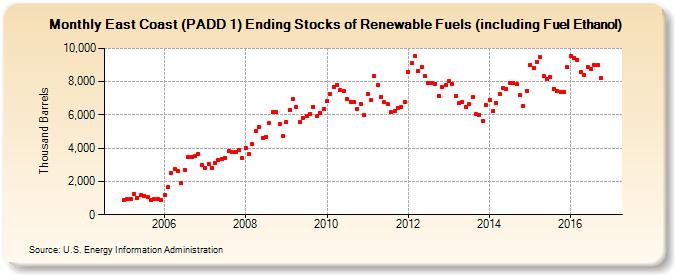 Monthly East Coast (PADD 1) Ending Stocks of Renewable Fuels (including Fuel Ethanol)
Thousand Barrels
10,000
8,000
6,000
4,000
2,000
0
2006 2008 2010 2012 2014 2016
Source: U.S. Energy Information Administration